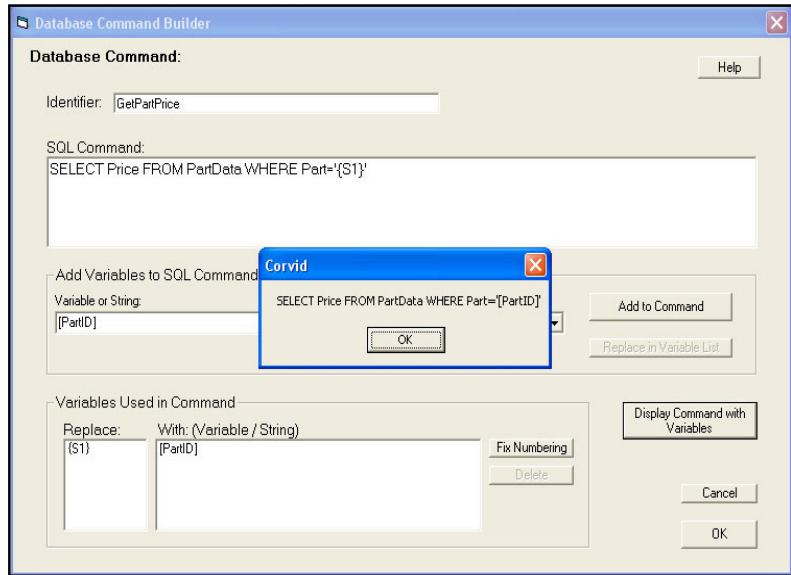 Database Command Builder
Database Command:
Help
Identifier: GetPartPrice
SQL Command:
SELECT Price FROM PartData WHERE Part='{S1}'
Corvid
SELECT Price FROM PartData WHERE Part='[PartID]'
OK
Add Variables to SQL Command
Variable or String:
[PartID]
Add to Command
Replace in Variable List
Variables Used in Command
Replace: With: (Variable / String)
{S1} [PartID]
Fix Numbering
Delete
Display Command with
Variables
Cancel
OK